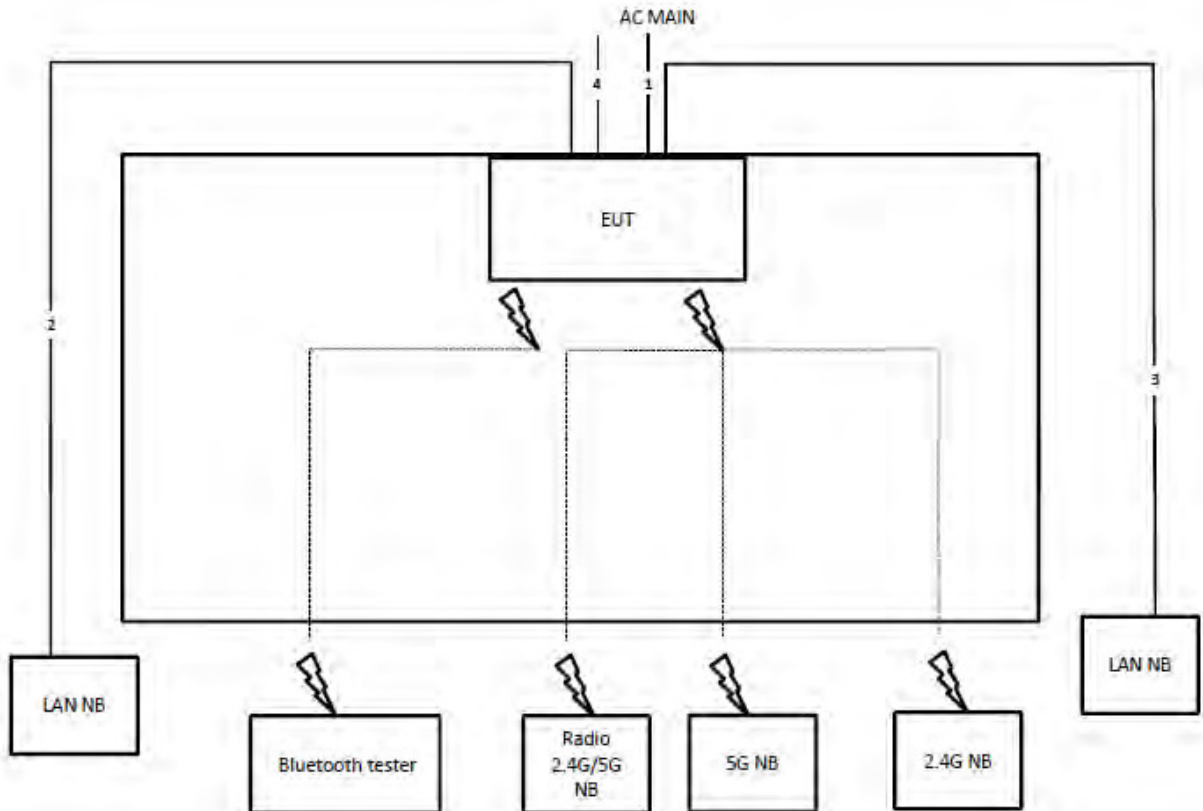 AC MAIN
4
1
EUT
2
3
LAN NB
LAN NB
Bluetooth tester
Radio
2.4G/5G
NB
5G NB
2.4G NB